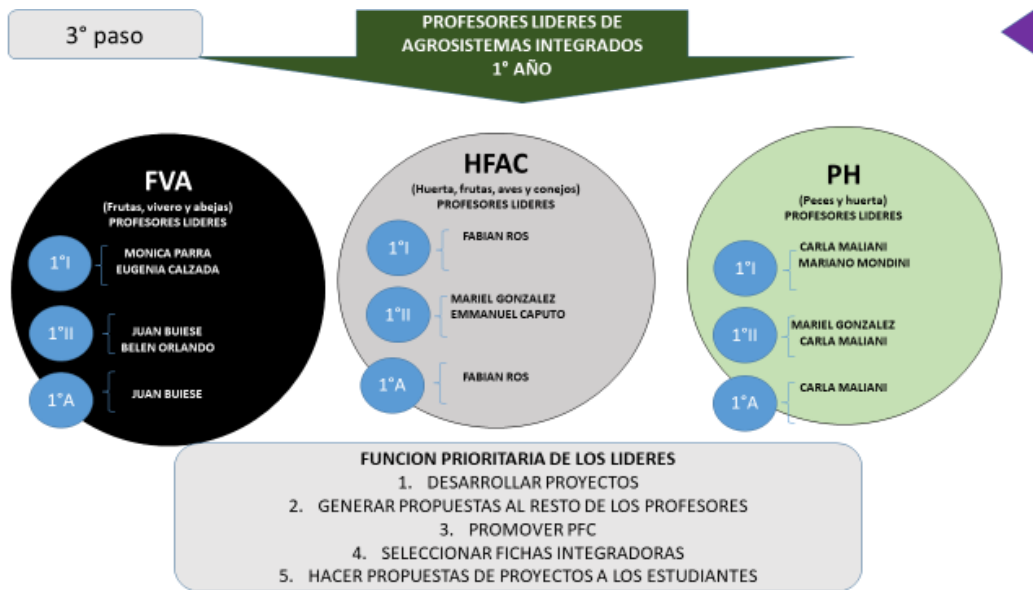 3° paso
PROFESORES LIDERES DE
AGROSISTEMAS INTEGRADOS
1° AÑO
FVA
(Frutas, vivero y abejas)
PROFESORES LIDERES
1°I
MONICA PARRA
EUGENIA CALZADA
1°II
JUAN BUIESE
BELEN ORLANDO
1°A
JUAN BUIESE
HFAC
(Huerta, frutas, aves y conejos)
PROFESORES LIDERES
1°I
FABIAN ROS
1°II
MARIEL GONZALEZ
EMMANUEL CAPUTO
1°A
FABIAN ROS
PH
(Peces y huerta)
PROFESORES LIDERES
1°I
CARLA MALIANI
MARIANO MONDINI
1°II
MARIEL GONZALEZ
CARLA MALIANI
1°A
CARLA MALIANI
FUNCION PRIORITARIA DE LOS LIDERES
1. DESARROLLAR PROYECTOS
2. GENERAR PROPUESTAS AL RESTO DE LOS PROFESORES
3. PROMOVER PFC
4. SELECCIONAR FICHAS INTEGRADORAS
5. HACER PROPUESTAS DE PROYECTOS A LOS ESTUDIANTES